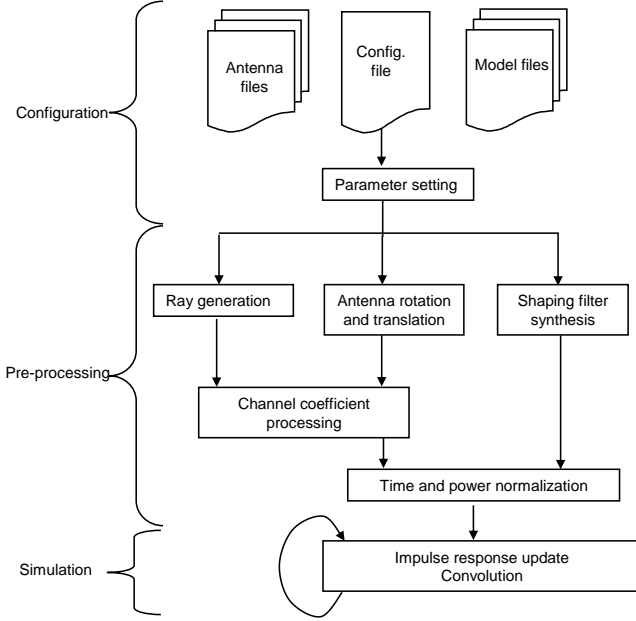 Configuration
Antenna
files
Config.
file
Model files
Parameter setting
Pre-processing
Ray generation
Antenna rotation
and translation
Shaping filter
synthesis
Channel coefficient
processing
Time and power normalization
Simulation
Impulse response update
Convolution